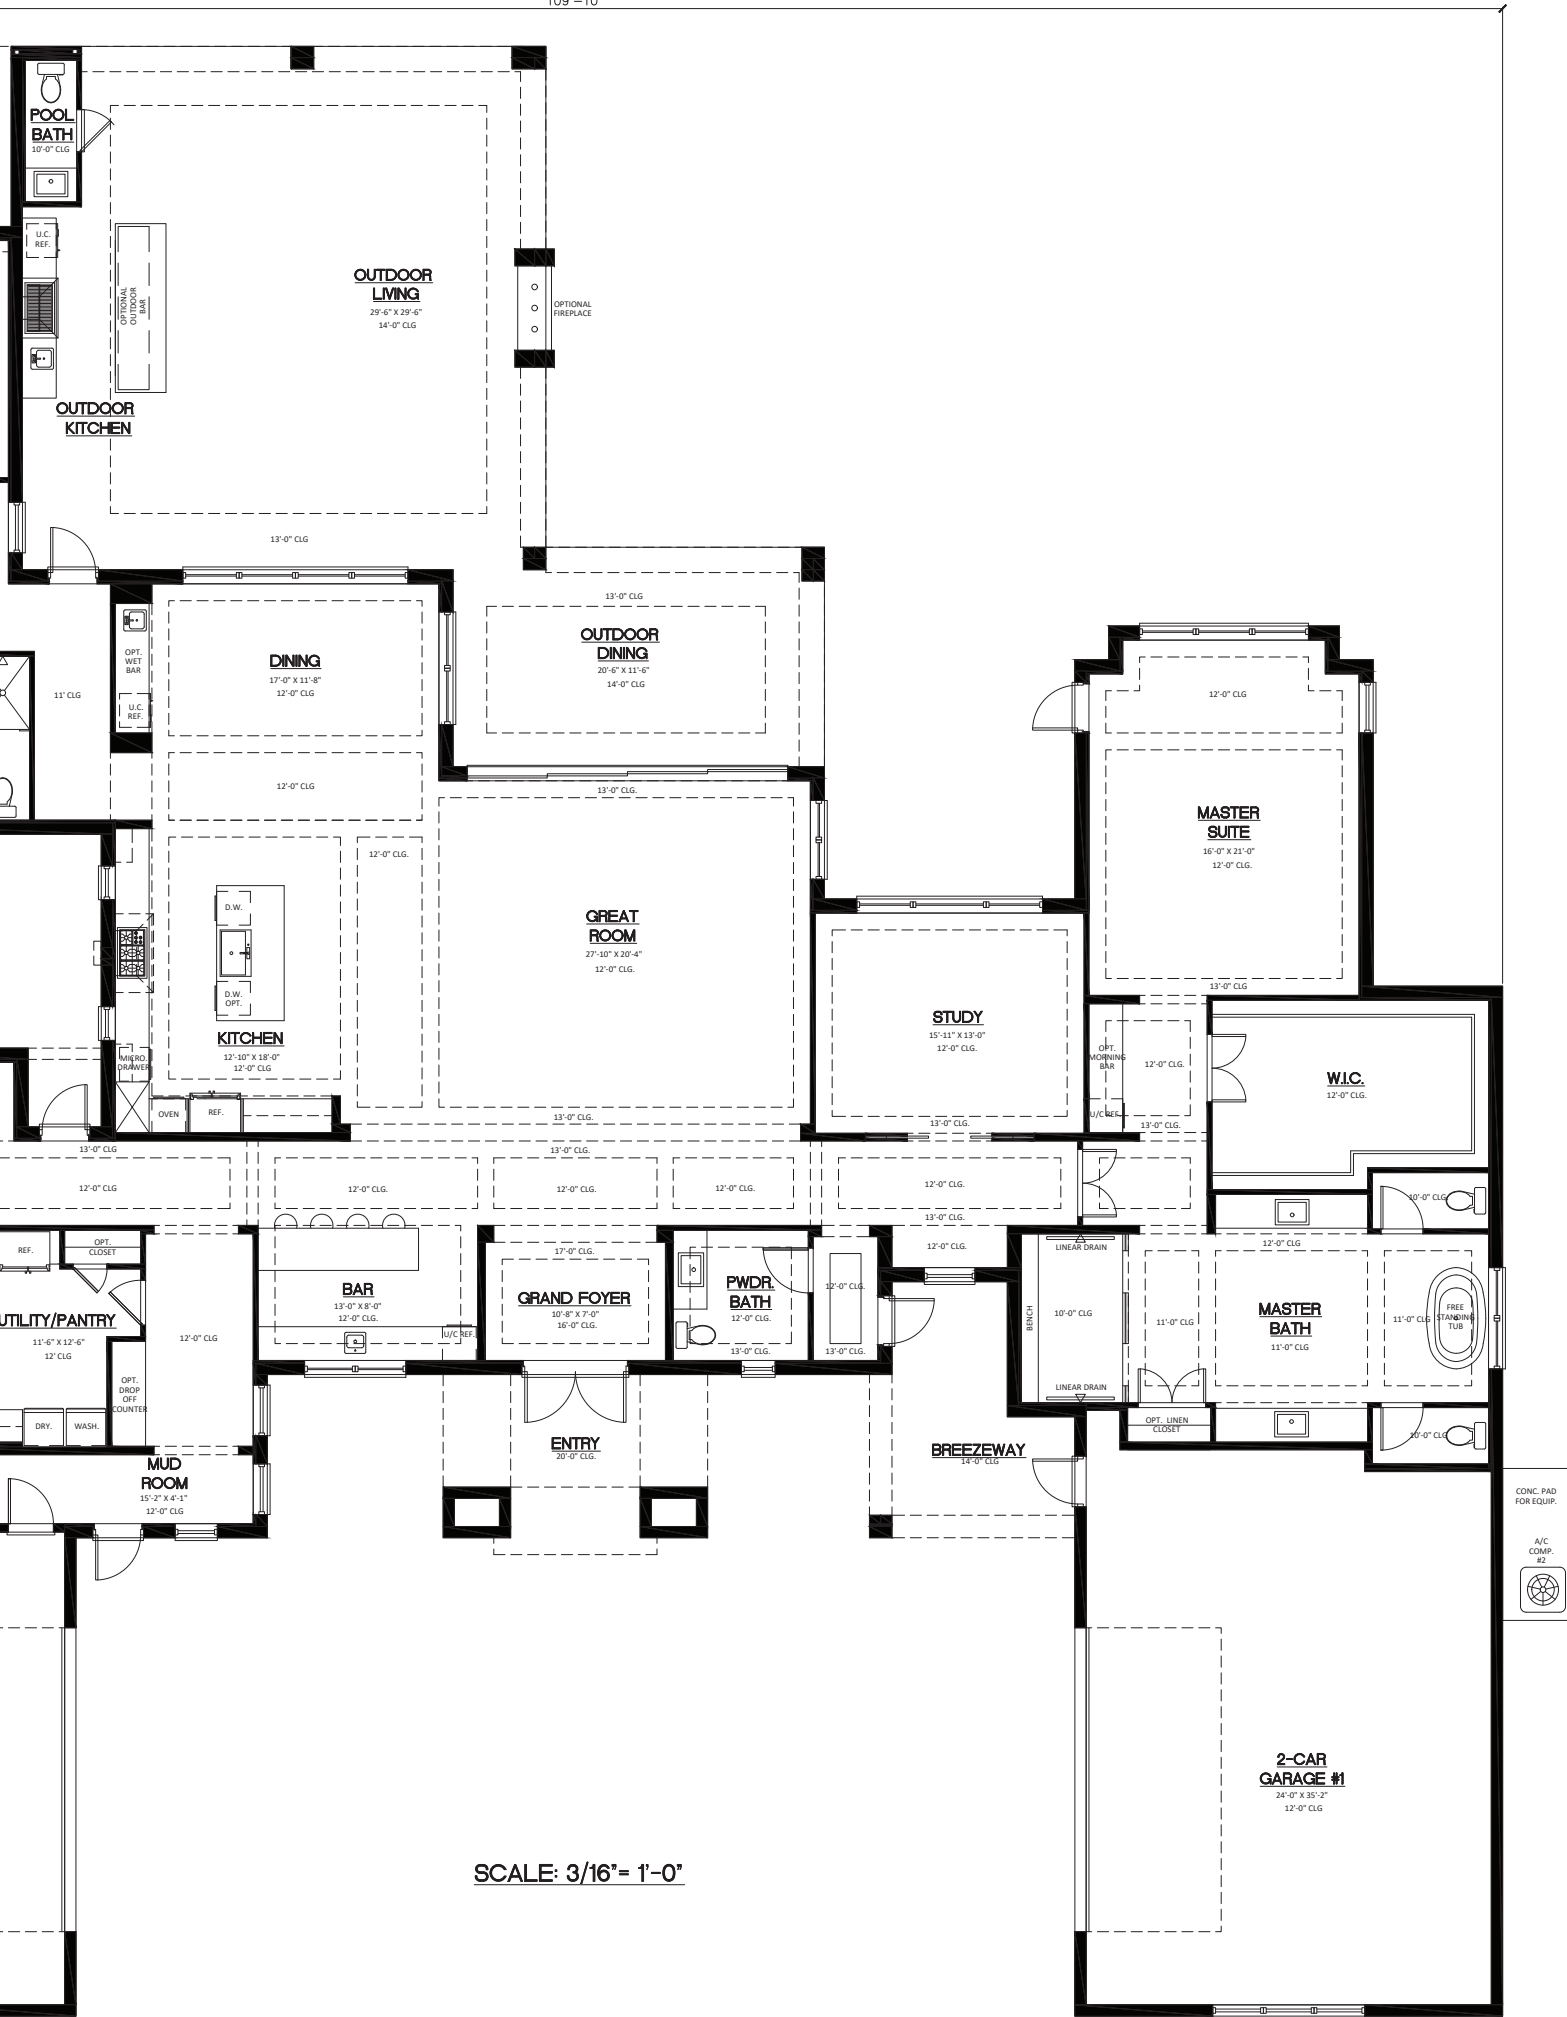 109'-10"
POOL
BATH
10'-0" CLG
U.C.
REF.
OPTIONAL
OUTDOOR
BAR
OUTDOOR
LIVING
29'-6" X 29'-6"
14'-0" CLG
OPTIONAL
FIREPLACE
OUTDOOR
KITCHEN
13'-0" CLG
13'-0" CLG
OUTDOOR
DINING
20'-6" X 11'-6"
14'-0" CLG
OPT.
WET
BAR
U.C.
REF.
11' CLG
DINING
17'-0" X 11'-8"
12'-0" CLG
12'-0" CLG
12'-0" CLG
13'-0" CLG.
MASTER
SUITE
16'-0" X 21'-0"
12'-0" CLG.
13'-0" CLG
12'-0" CLG.
D.W.
D.W.
OPT.
KITCHEN
12'-10" X 18'-0"
12'-0" CLG
MICRO.
DRAWER
OVEN
REF.
GREAT
ROOM
27'-10" X 20'-4"
12'-0" CLG.
13'-0" CLG.
STUDY
15'-11" X 13'-0"
12'-0" CLG.
13'-0" CLG.
OPT.
MORNING
BAR
U/C REF.
12'-0" CLG.
13'-0" CLG.
W.I.C.
12'-0" CLG.
13'-0" CLG
13'-0" CLG.
12'-0" CLG
12'-0" CLG.
12'-0" CLG.
12'-0" CLG.
12'-0" CLG.
13'-0" CLG.
12'-0" CLG.
10'-0" CLG.
REF.
OPT.
CLOSET
UTILITY/PANTRY
11'-6" X 12'-6"
12' CLG
12'-0" CLG
OPT.
DROP
OFF
COUNTER
DRY.
WASH.
BAR
13'-0" X 8'-0"
12'-0" CLG.
U/C REF.
17'-0" CLG.
GRAND FOYER
10'-8" X 7'-0"
16'-0" CLG.
PWDR.
BATH
12'-0" CLG.
13'-0" CLG.
12'-0" CLG.
13'-0" CLG.
LINEAR DRAIN
BENCH
10'-0" CLG
LINEAR DRAIN
12'-0" CLG
11'-0" CLG
MASTER
BATH
11'-0" CLG
11'-0" CLG
FREE
STANDING
TUB
OPT. LINEN
CLOSET
10'-0" CLG
MUD
ROOM
15'-2" X 4'-1"
12'-0" CLG
ENTRY
20'-0" CLG.
BREEZEWAY
14'-0" CLG
CONC. PAD
FOR EQUIP.
A/C
COMP.
#2
2-CAR
GARAGE #1
24'-0" X 35'-2"
12'-0" CLG
SCALE: 3/16"= 1'-0"